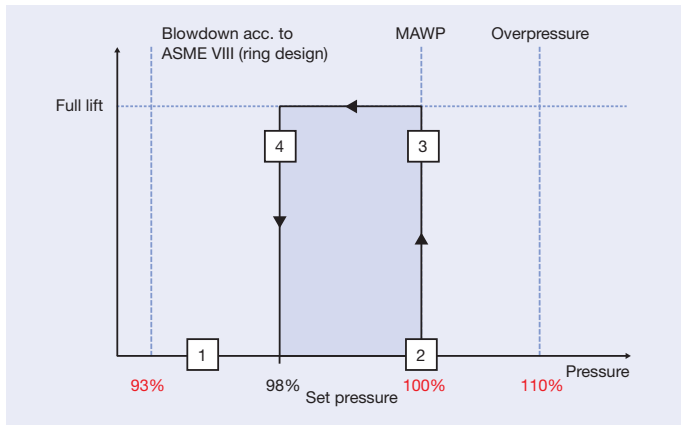 Blowdown acc. to
ASME VIII (ring design)
MAWP
Overpressure
Full lift
4
3
1
2
Pressure
93%
98%
100%
110%
Set pressure